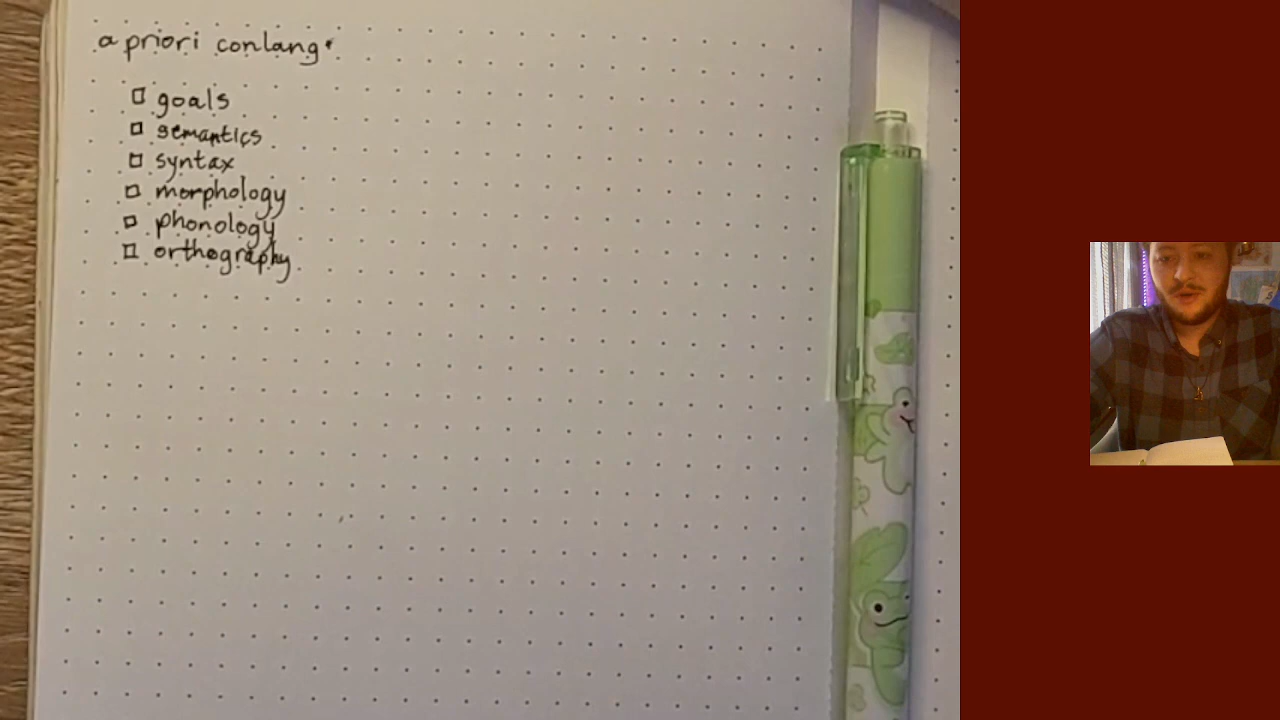 a priori conlang
goals
semantics
syntax
morphology
phonology
orthography